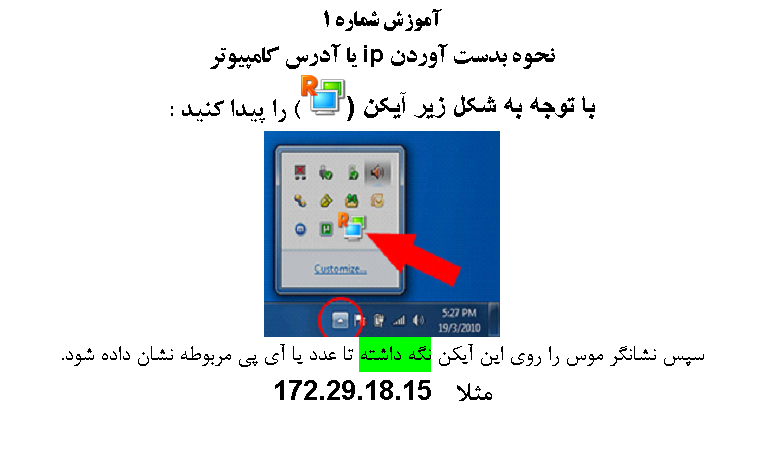 آموزش شماره ۱
نحوه بدست آوردن ip یا آدرس کامپیوتر
با توجه به شکل زیر آیکن (R) را پیدا کنید :
R
Customize...
5:27 PM
19/3/2010
سپس نشانگر موس را روی این آیکن نگه داشته تا عدد یا آی پی مربوطه نشان داده شود.
مثلا 172.29.18.15